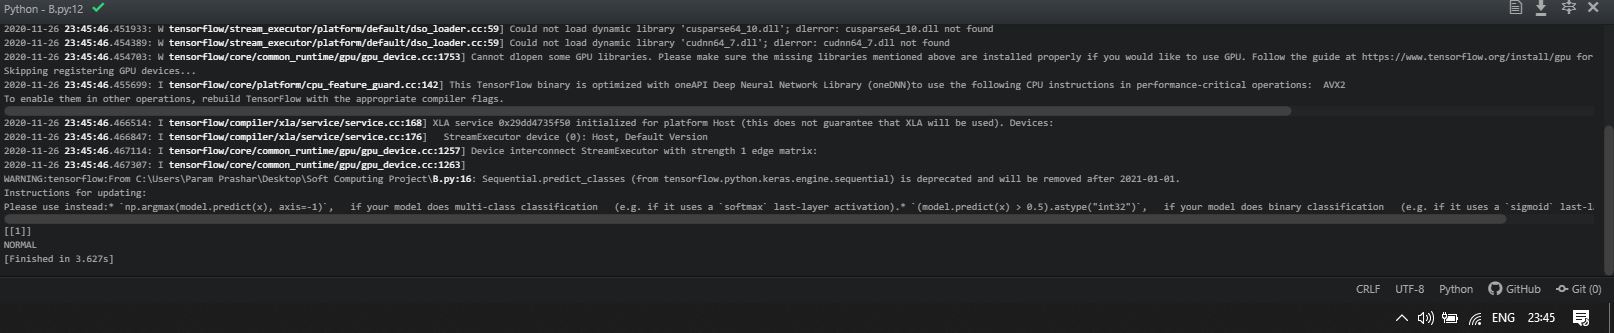 Python - B.py:12
2020-11-26 23:45:46.451933: W tensorflow/stream_executor/platform/default/dso_loader.cc:59] Could not load dynamic library 'cusparse64_10.dll'; dlerror: cusparse64_10.dll not found
2020-11-26 23:45:46.454389: W tensorflow/stream_executor/platform/default/dso_loader.cc:59] Could not load dynamic library 'cudnn64_7.dll'; dlerror: cudnn64_7.dll not found
2020-11-26 23:45:46.454703: W tensorflow/core/common_runtime/gpu/gpu_device.cc:1753] Cannot dlopen some GPU libraries. Please make sure the missing libraries mentioned above are installed properly if you would like to use GPU. Follow the guide at https://www.tensorflow.org/install/gpu for
Skipping registering GPU devices...
2020-11-26 23:45:46.455699: I tensorflow/core/platform/cpu_feature_guard.cc:142] This TensorFlow binary is optimized with oneAPI Deep Neural Network Library (oneDNN)to use the following CPU instructions in performance-critical operations:  AVX2
To enable them in other operations, rebuild TensorFlow with the appropriate compiler flags.
2020-11-26 23:45:46.466514: I tensorflow/compiler/xla/service/service.cc:168] XLA service 0x29dd4735f50 initialized for platform Host (this does not guarantee that XLA will be used). Devices:
2020-11-26 23:45:46.466847: I tensorflow/compiler/xla/service/service.cc:176]   StreamExecutor device (0): Host, Default Version
2020-11-26 23:45:46.467114: I tensorflow/core/common_runtime/gpu/gpu_device.cc:1257] Device interconnect StreamExecutor with strength 1 edge matrix:
2020-11-26 23:45:46.467307: I tensorflow/core/common_runtime/gpu/gpu_device.cc:1263]
WARNING:tensorflow:From C:\Users\Param Prashar\Desktop\Soft Computing Project\B.py:16: Sequential.predict_classes (from tensorflow.python.keras.engine.sequential) is deprecated and will be removed after 2021-01-01.
Instructions for updating:
Please use instead:* `np.argmax(model.predict(x), axis=-1)`,   if your model does multi-class classification   (e.g. if it uses a `softmax` last-layer activation).* `(model.predict(x) > 0.5).astype("int32")`,   if your model does binary classification   (e.g. if it uses a `sigmoid` last-l
[[1]]
NORMAL
[Finished in 3.627s]
CRLF UTF-8 Python GitHub Git (0)
ENG 23:45